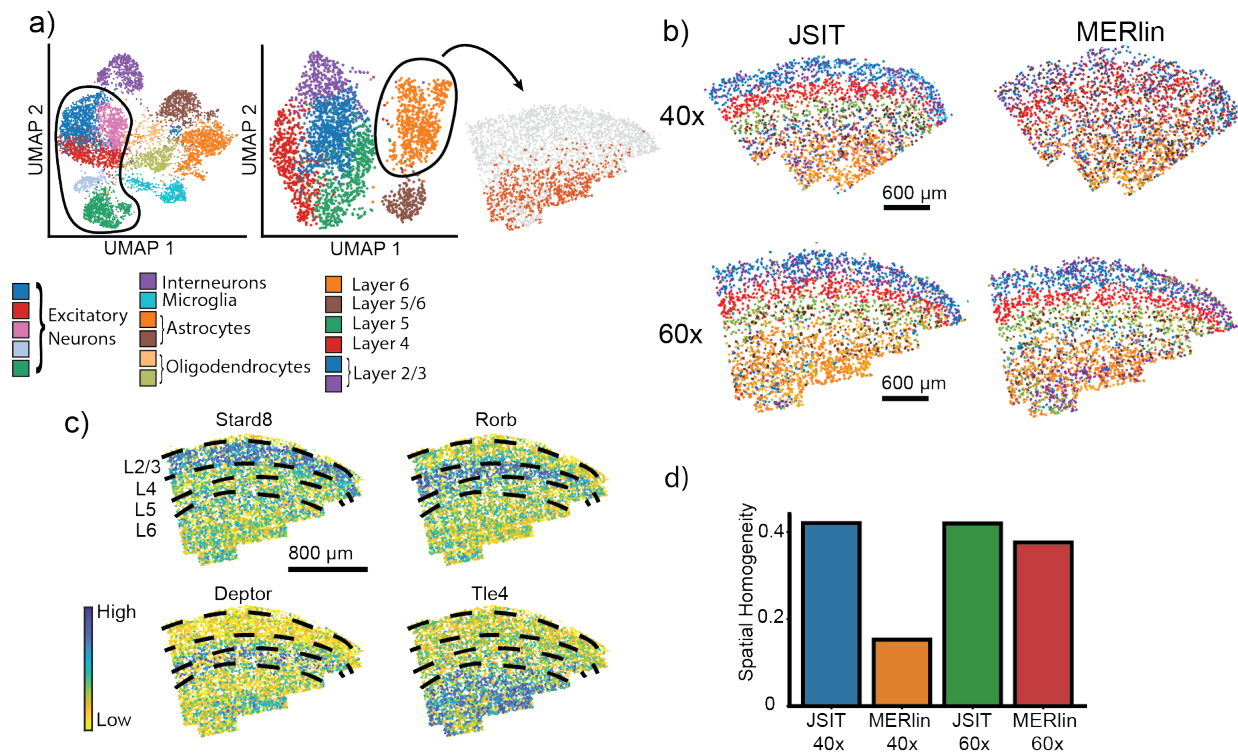 a)
UMAP 2
UMAP 1
UMAP 2
UMAP 1
Excitatory
Neurons
Interneurons
Microglia
Astrocytes
Oligodendrocytes
Layer 6
Layer 5/6
Layer 5
Layer 4
Layer 2/3
b)
JSIT
MERlin
40x
600 µm
60x
600 µm
c)
Stard8
Rorb
L2/3
L4
L5
L6
800 µm
Deptor
Tle4
High
Low
d)
Spatial Homogeneity
0.4
0.2
0
JSIT
40x
MERlin
40x
JSIT
60x
MERlin
60x